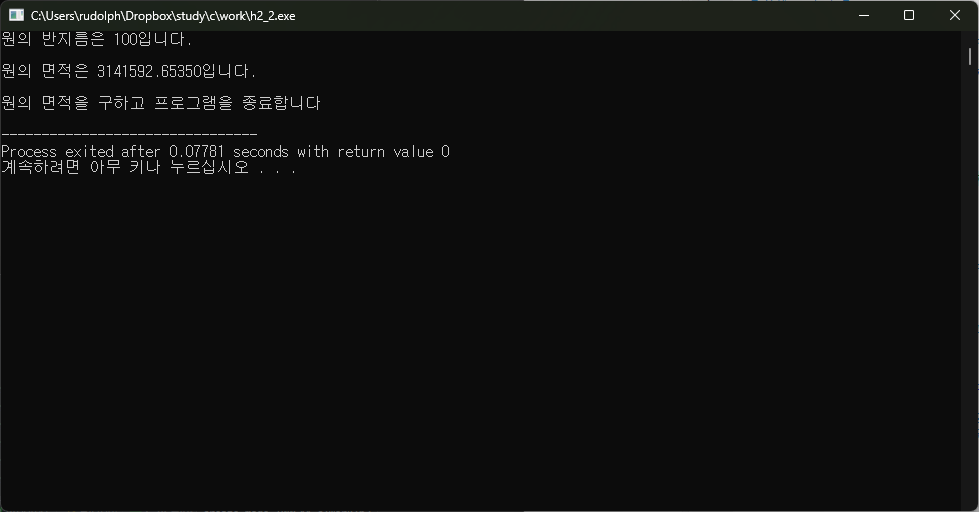 C:\Users\rudolph\Dropbox\study\c\work\h2_2.exe
원의 반지름은 100입니다.
원의 면적은 3141592.65350입니다.
원의 면적을 구하고 프로그램을 종료합니다
--------------------------------
Process exited after 0.07781 seconds with return value 0
계속하려면 아무 키나 누르십시오 . . .